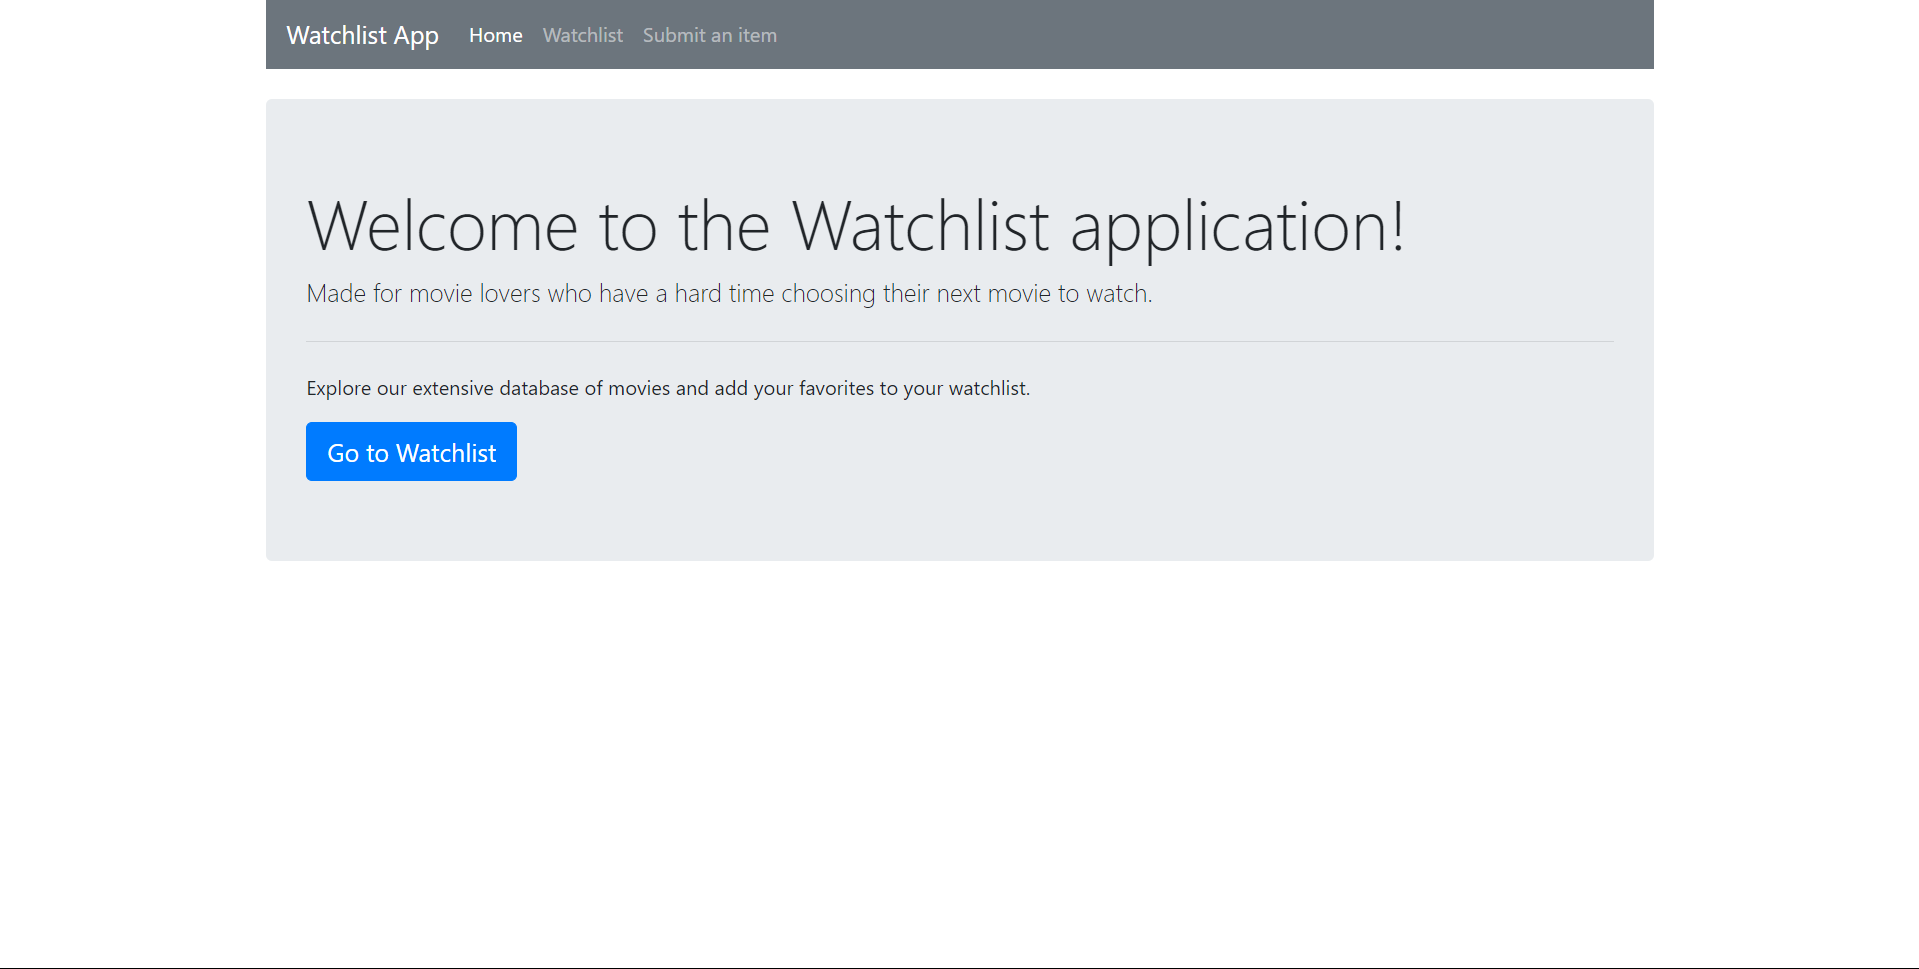 Watchlist App Home Watchlist Submit an item
Welcome to the Watchlist application!
Made for movie lovers who have a hard time choosing their next movie to watch.
Explore our extensive database of movies and add your favorites to your watchlist.
Go to Watchlist